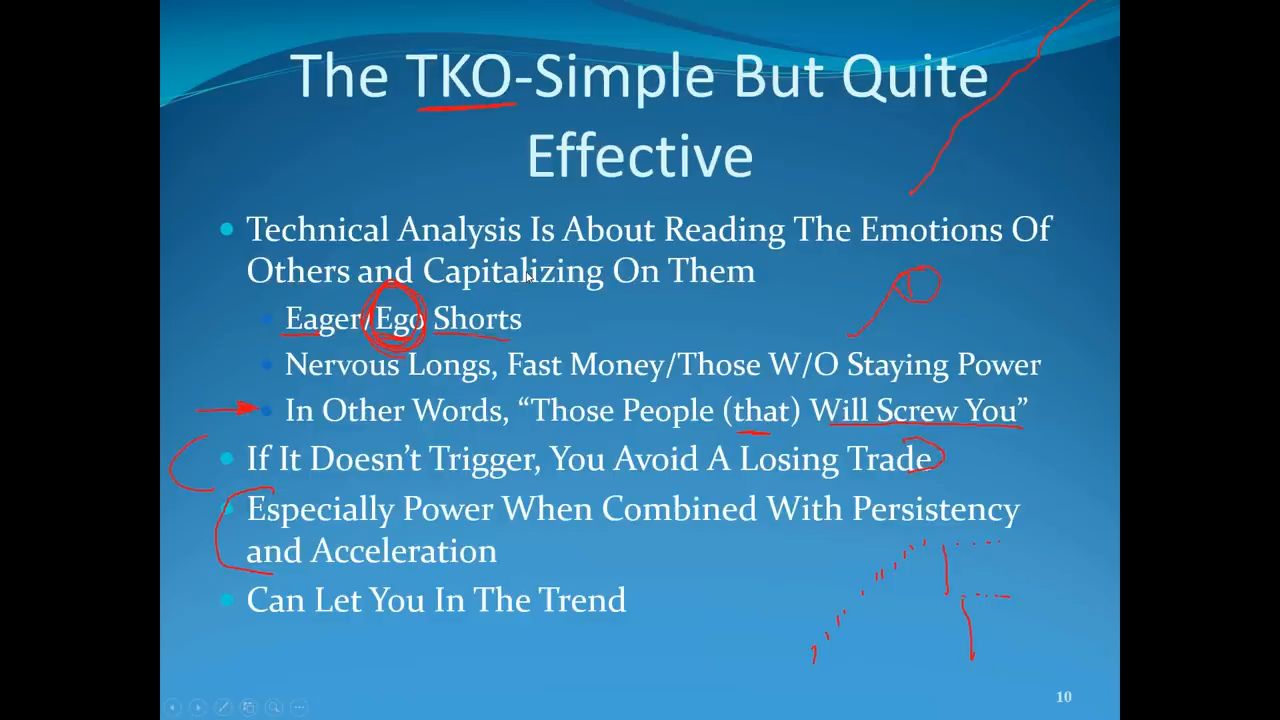 The TKO-Simple But Quite
Effective
Technical Analysis Is About Reading The Emotions Of
Others and Capitalizing On Them
Eager/Ego Shorts
Nervous Longs, Fast Money/Those W/O Staying Power
In Other Words, “Those People (that) Will Screw You”
If It Doesn’t Trigger, You Avoid A Losing Trade
Especially Power When Combined With Persistency
and Acceleration
Can Let You In The Trend
10